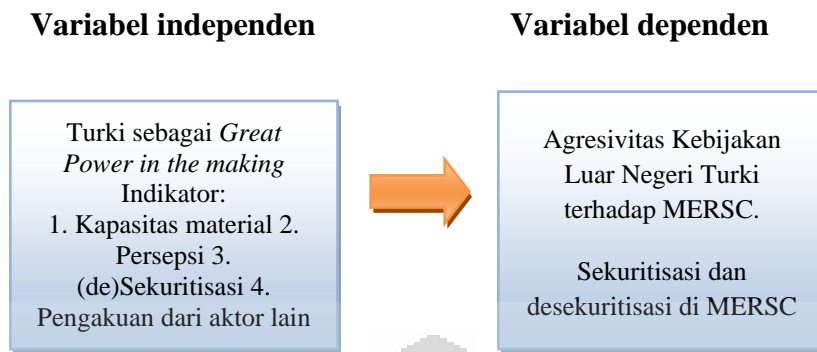 Variabel independen
Variabel dependen
Turki sebagai Great
Power in the making
Indikator:
1. Kapasitas material 2.
Persepsi 3.
(de)Sekuritisasi 4.
Pengakuan dari aktor lain
Agresivitas Kebijakan
Luar Negeri Turki
terhadap MERSC.
Sekuritisasi dan
desekuritisasi di MERSC